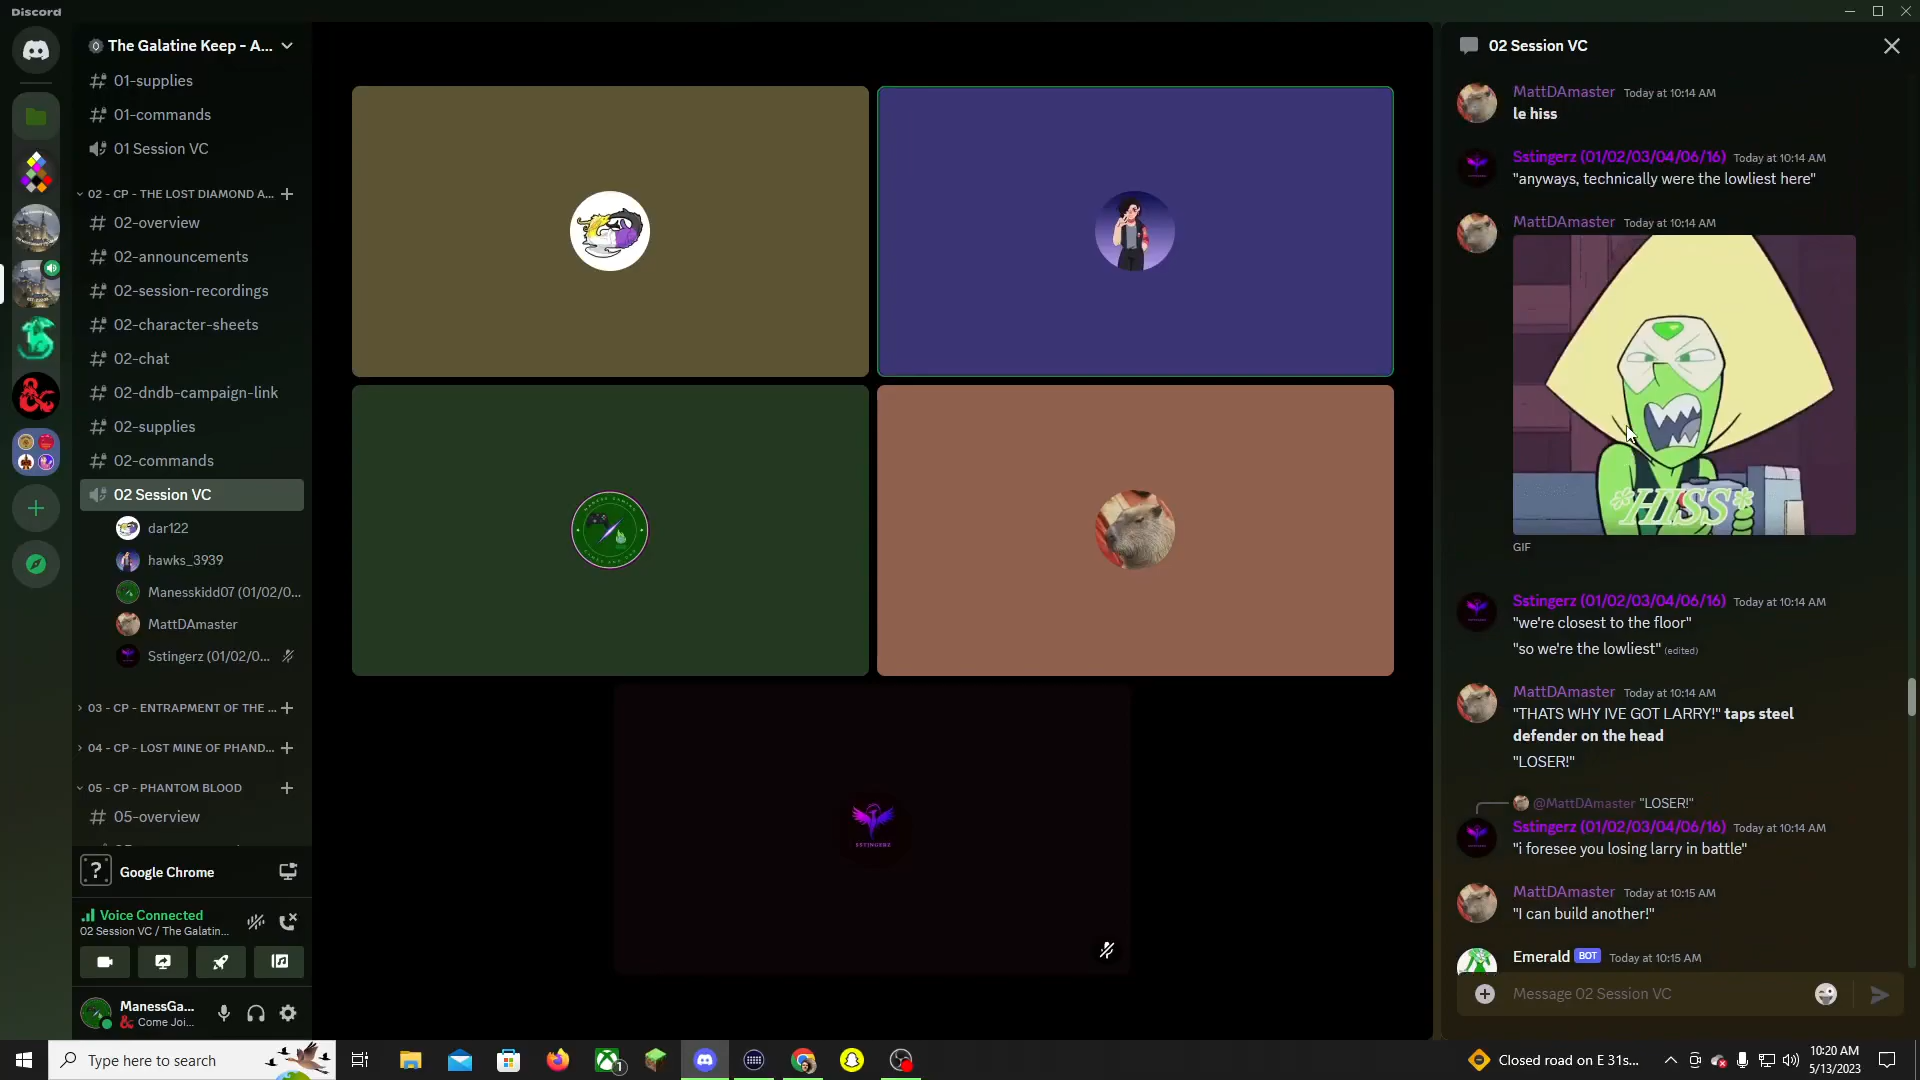 Discord
The Galatine Keep - A...
01-supplies
01-commands
01 Session VC
02 - CP - THE LOST DIAMOND A...
02-overview
02-announcements
02-session-recordings
02-character-sheets
02-chat
02-dndb-campaign-link
02-supplies
02-commands
02 Session VC
dar122
hawks_3939
Manesskidd07 (01/02/0...
MattDAmaster
Sstingerz (01/02/0...
03 - CP - ENTRAPMENT OF THE ...
04 - CP - LOST MINE OF PHAND...
05 - CP - PHANTOM BLOOD
05-overview
Google Chrome
Voice Connected
02 Session VC / The Galatin...
ManessGa...
Come Joi...
SSTINGERZ
02 Session VC
MattDAmaster Today at 10:14 AM
le hiss
Sstingerz (01/02/03/04/06/16) Today at 10:14 AM
"anyways, technically were the lowliest here"
MattDAmaster Today at 10:14 AM
*HISS*
GIF
Sstingerz (01/02/03/04/06/16) Today at 10:14 AM
"we're closest to the floor"
"so we're the lowliest" (edited)
MattDAmaster Today at 10:14 AM
"THATS WHY IVE GOT LARRY!" taps steel
defender on the head
"LOSER!"
@MattDAmaster "LOSER!"
Sstingerz (01/02/03/04/06/16) Today at 10:14 AM
"i foresee you losing larry in battle"
MattDAmaster Today at 10:15 AM
"I can build another!"
Emerald BOT Today at 10:15 AM
Message 02 Session VC
Type here to search
1
Closed road on E 31s...
10:20 AM
5/13/2023